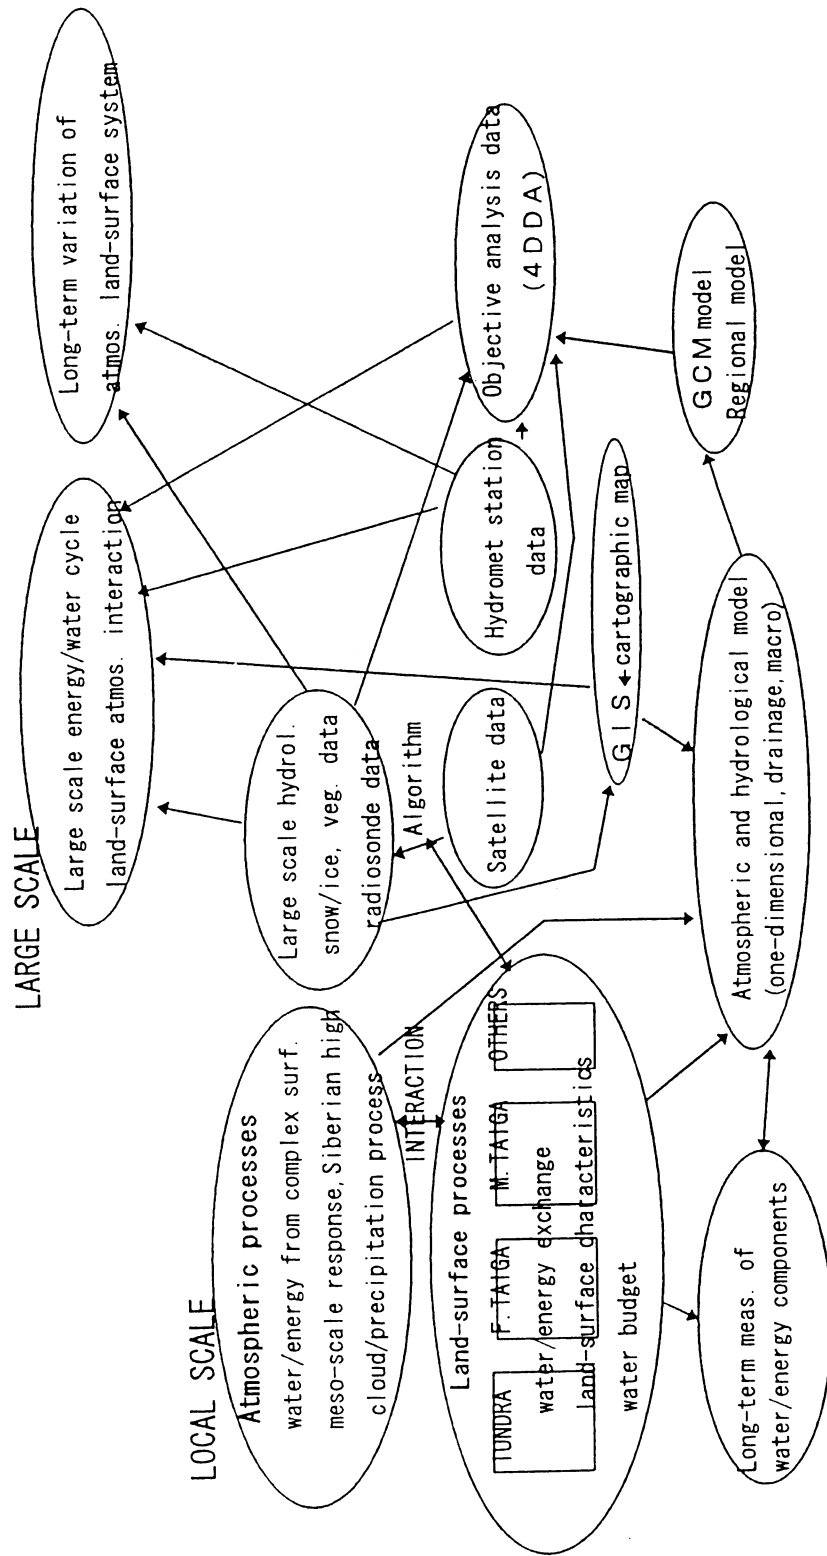 LARGE SCALE
Large scale energy/water cycle
land-surface atmos. interaction
Long-term variation of
atmos. land-surface system
Large scale hydrol.
snow/ice, veg. data
radiosonde data
Algorithm
Satellite data
Hydromet station
data
Objective analysis data
(4DDA)
GIS←cartographic map
GCM model
Regional model
Atmospheric and hydrological model
(one-dimensional, drainage, macro)
LOCAL SCALE
Atmospheric processes
water/energy from complex surf.
meso-scale response, Siberian high
cloud/precipitation process
INTERACTION
Land-surface processes
TUNDRA F.TAIGA M.TAIGA OTHERS
water/energy exchange
land-surface characteristics
water budget
Long-term meas. of
water/energy components